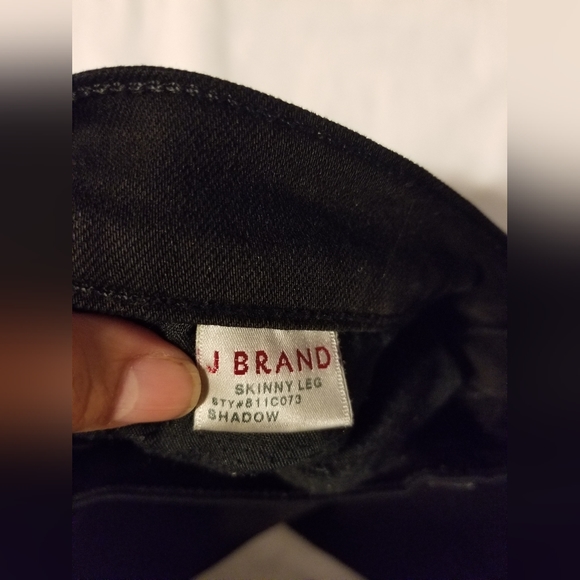 J BRAND
SKINNY LEG
STY#811C073
SHADOW